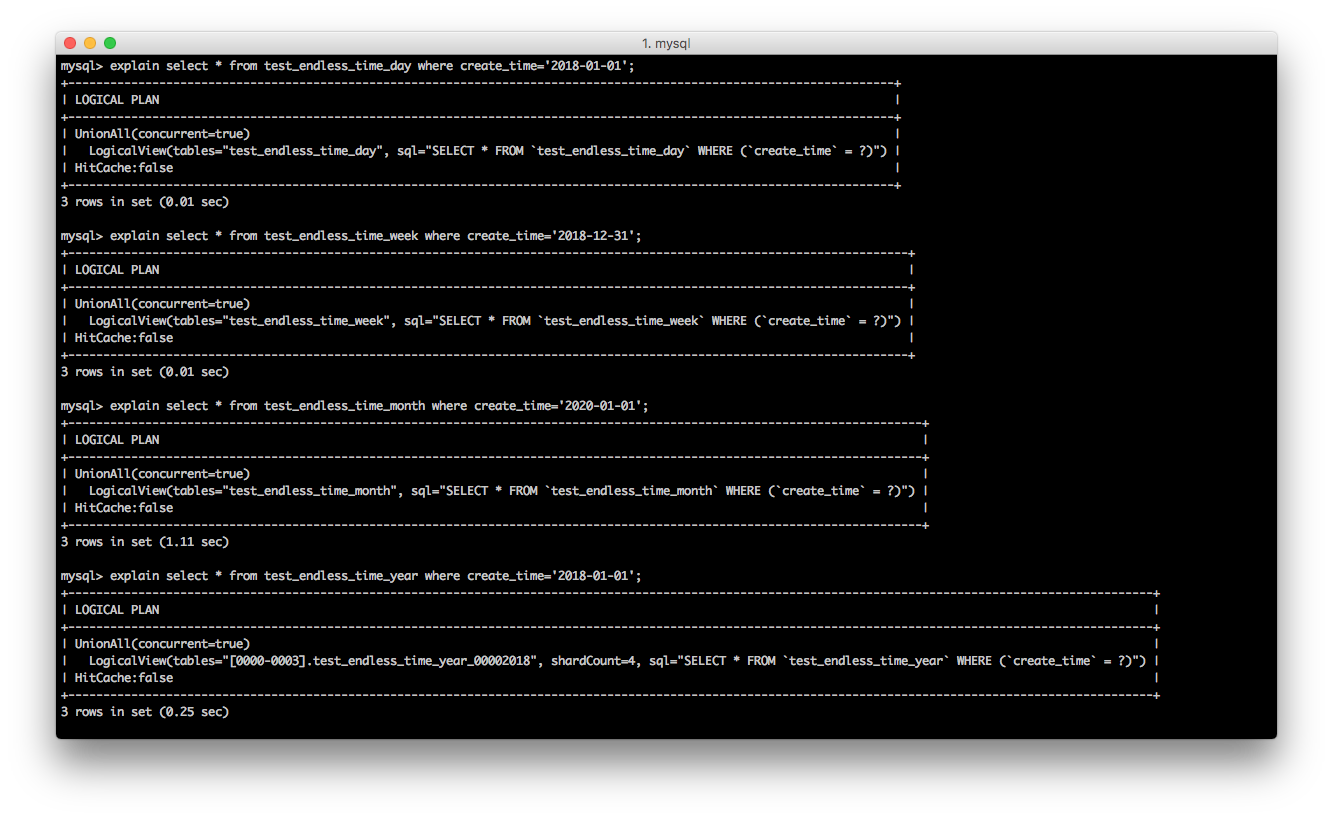 1. mysql
mysql> explain select * from test_endless_time_day where create_time='2018-01-01';
+----------------------------------------------------------------------------------------------------------------------+
| LOGICAL PLAN |
+----------------------------------------------------------------------------------------------------------------------+
| UnionAll(concurrent=true) |
|   LogicalView(tables="test_endless_time_day", sql="SELECT * FROM `test_endless_time_day` WHERE (`create_time` = ?)") |
| HitCache:false |
+----------------------------------------------------------------------------------------------------------------------+
3 rows in set (0.01 sec)
mysql> explain select * from test_endless_time_week where create_time='2018-12-31';
+------------------------------------------------------------------------------------------------------------------------+
| LOGICAL PLAN |
+------------------------------------------------------------------------------------------------------------------------+
| UnionAll(concurrent=true) |
|   LogicalView(tables="test_endless_time_week", sql="SELECT * FROM `test_endless_time_week` WHERE (`create_time` = ?)") |
| HitCache:false |
+------------------------------------------------------------------------------------------------------------------------+
3 rows in set (0.01 sec)
mysql> explain select * from test_endless_time_month where create_time='2020-01-01';
+--------------------------------------------------------------------------------------------------------------------------+
| LOGICAL PLAN |
+--------------------------------------------------------------------------------------------------------------------------+
| UnionAll(concurrent=true) |
|   LogicalView(tables="test_endless_time_month", sql="SELECT * FROM `test_endless_time_month` WHERE (`create_time` = ?)") |
| HitCache:false |
+--------------------------------------------------------------------------------------------------------------------------+
3 rows in set (1.11 sec)
mysql> explain select * from test_endless_time_year where create_time='2018-01-01';
+-----------------------------------------------------------------------------------------------------------------------------------------------------------+
| LOGICAL PLAN |
+-----------------------------------------------------------------------------------------------------------------------------------------------------------+
| UnionAll(concurrent=true) |
|   LogicalView(tables="[0000-0003].test_endless_time_year_00002018", shardCount=4, sql="SELECT * FROM `test_endless_time_year` WHERE (`create_time` = ?)") |
| HitCache:false |
+-----------------------------------------------------------------------------------------------------------------------------------------------------------+
3 rows in set (0.25 sec)